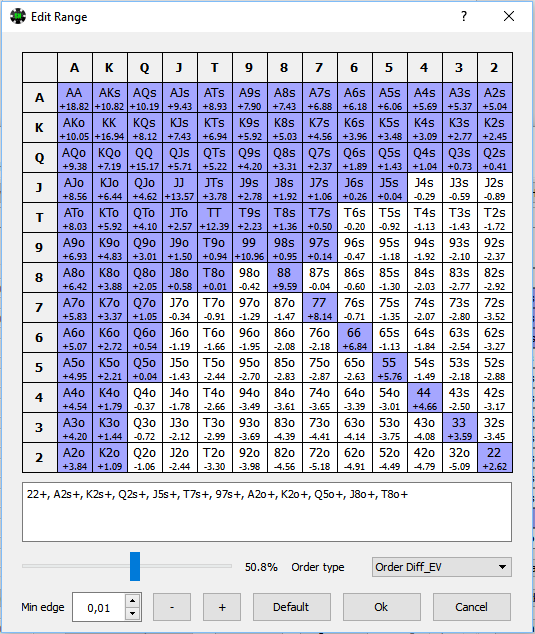 Edit Range ?
A K Q J T 9 8 7 6 5 4 3 2
A AA AKs AQs AJs ATs A9s A8s A7s A6s A5s A4s A3s A2s
+18.82 +10.82 +10.19 +9.43 +8.93 +7.90 +7.43 +6.88 +6.18 +6.06 +5.69 +5.37 +5.04
K AKo KK KQs KJs KTs K9s K8s K7s K6s K5s K4s K3s K2s
+10.05 +16.94 +8.12 +7.43 +6.94 +5.92 +5.03 +4.56 +3.96 +3.48 +3.09 +2.77 +2.45
Q AQo KQo QQ QJs QTs Q9s Q8s Q7s Q6s Q5s Q4s Q3s Q2s
+9.38 +7.19 +15.17 +5.71 +5.22 +4.20 +3.31 +2.37 +1.89 +1.43 +1.04 +0.73 +0.41
J AJo KJo QJo JJ JTs J9s J8s J7s J6s J5s J4s J3s J2s
+8.56 +6.44 +4.62 +13.57 +3.78 +2.78 +1.92 +1.06 +0.26 +0.04 -0.29 -0.59 -0.89
T ATo KTo QTo JTo TT T9s T8s T7s T6s T5s T4s T3s T2s
+8.03 +5.92 +4.10 +2.57 +12.39 +2.23 +1.36 +0.50 -0.20 -0.92 -1.13 -1.43 -1.72
9 A9o K9o Q9o J9o T9o 99 98s 97s 96s 95s 94s 93s 92s
+6.93 +4.83 +3.01 +1.50 +0.94 +10.96 +0.95 +0.14 -0.47 -1.18 -1.92 -2.10 -2.37
8 A8o K8o Q8o J8o T8o 98o 88 87s 86s 85s 84s 83s 82s
+6.42 +3.88 +2.05 +0.58 +0.01 -0.42 +9.59 -0.04 -0.60 -1.30 -2.03 -2.77 -2.92
7 A7o K7o Q7o J7o T7o 97o 87o 77 76s 75s 74s 73s 72s
+5.83 +3.37 +1.05 -0.34 -0.91 -1.29 -1.47 +8.14 -0.71 -1.35 -2.07 -2.80 -3.52
6 A6o K6o Q6o J6o T6o 96o 86o 76o 66 65s 64s 63s 62s
+5.07 +2.72 +0.54 -1.19 -1.66 -1.95 -2.08 -2.18 +6.84 -1.13 -1.84 -2.54 -3.27
5 A5o K5o Q5o J5o T5o 95o 85o 75o 65o 55 54s 53s 52s
+4.95 +2.21 +0.04 -1.43 -2.44 -2.70 -2.83 -2.87 -2.63 +5.76 -1.49 -2.18 -2.88
4 A4o K4o Q4o J4o T4o 94o 84o 74o 64o 54o 44 43s 42s
+4.54 +1.79 -0.37 -1.78 -2.66 -3.49 -3.61 -3.65 -3.39 -3.01 +4.66 -2.50 -3.17
3 A3o K3o Q3o J3o T3o 93o 83o 73o 63o 53o 43o 33 32s
+4.20 +1.44 -0.72 -2.12 -2.99 -3.69 -4.39 -4.41 -4.14 -3.75 -4.08 +3.59 -3.45
2 A2o K2o Q2o J2o T2o 92o 82o 72o 62o 52o 42o 32o 22
+3.84 +1.09 -1.06 -2.44 -3.30 -3.98 -4.56 -5.18 -4.91 -4.49 -4.79 -5.09 +2.62
22+, A2s+, K2s+, Q2s+, J5s+, T7s+, 97s+, A2o+, K2o+, Q5o+, J8o+, T8o+
50.8% Order type Order Diff_EV
Min edge 0,01 - + Default Ok Cancel